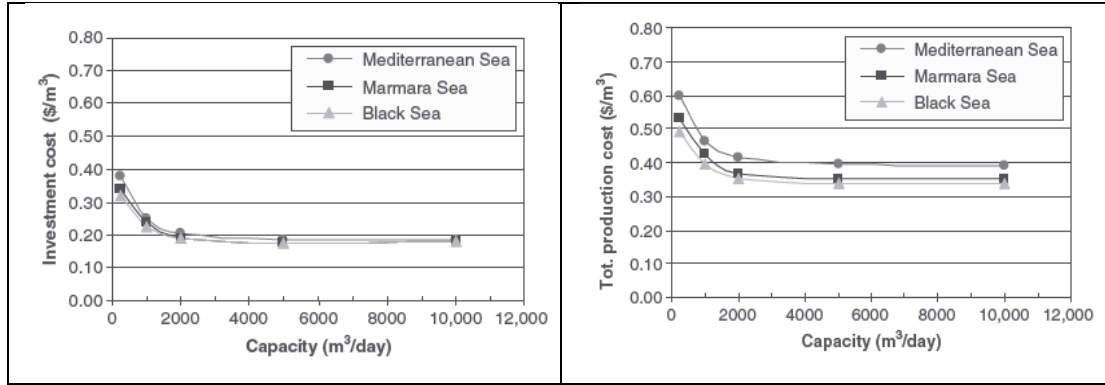 0.80
0.70
0.60
0.50
0.40
0.30
0.20
0.10
0.00
Investment cost ($/m³)
Mediterranean Sea
Marmara Sea
Black Sea
0 2000 4000 6000 8000 10,000 12,000
Capacity (m³/day)
0.80
0.70
0.60
0.50
0.40
0.30
0.20
0.10
0.00
Tot. production cost ($/m³)
Mediterranean Sea
Marmara Sea
Black Sea
0 2000 4000 6000 8000 10,000 12,000
Capacity (m³/day)